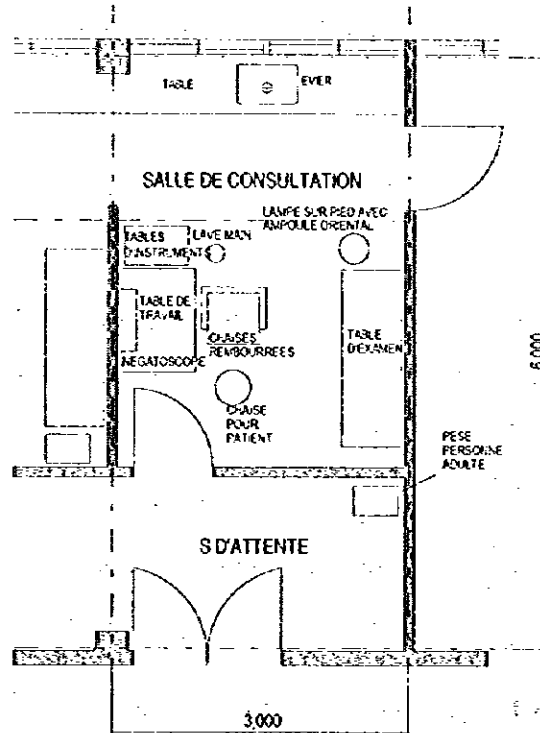 TABLE
EVIER
SALLE DE CONSULTATION
LAMPE SUR PIED AVEC
AMPOULE ORIENTAL
TABLES
D'INSTRUMENTS
LAVE MAIN
TABLE DE
TRAVAIL
NEGATOSCOPE
CHAISES
REMBOURREES
TABLE
D'EXAMEN
CHAISE
POUR
PATIENT
PESE
PERSONNE
ADULTE
S D'ATTENTE
6,000
3,000